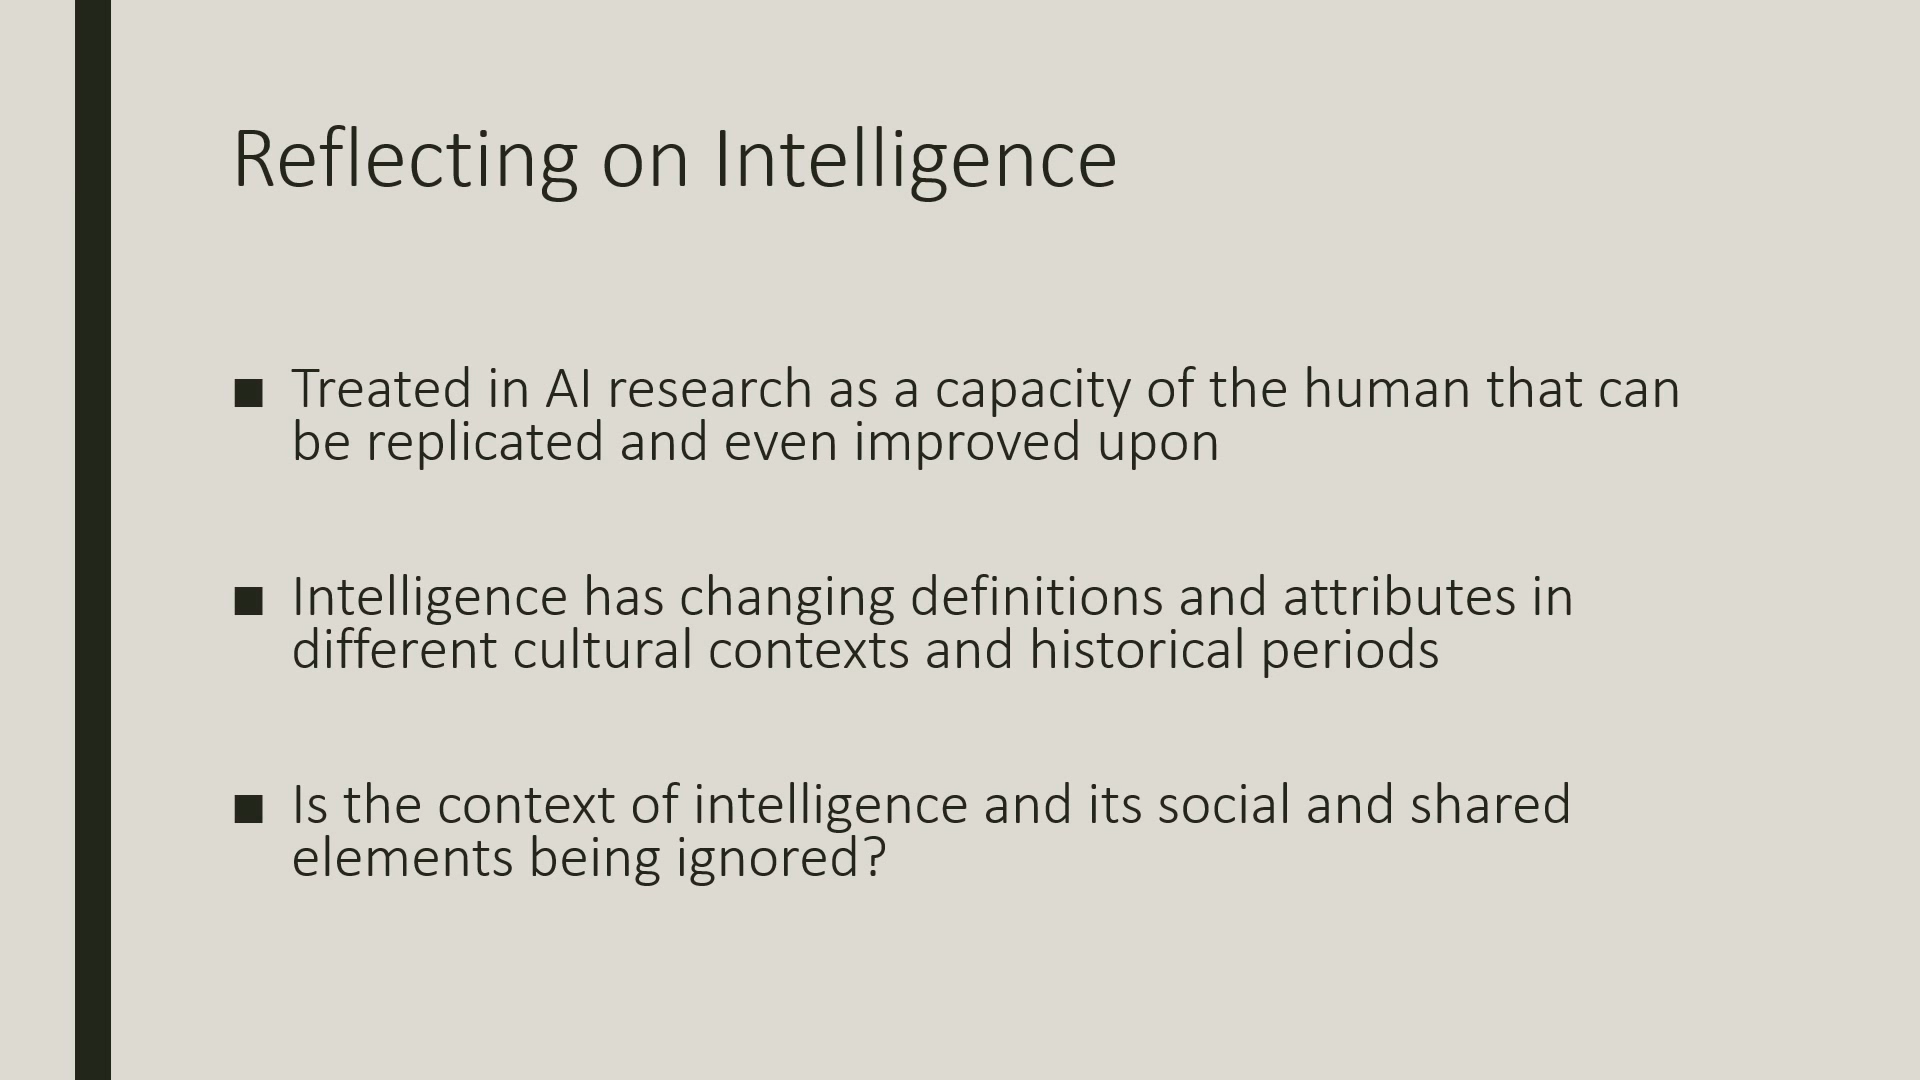 Reflecting on Intelligence
■ Treated in AI research as a capacity of the human that can
be replicated and even improved upon
■ Intelligence has changing definitions and attributes in
different cultural contexts and historical periods
■ Is the context of intelligence and its social and shared
elements being ignored?